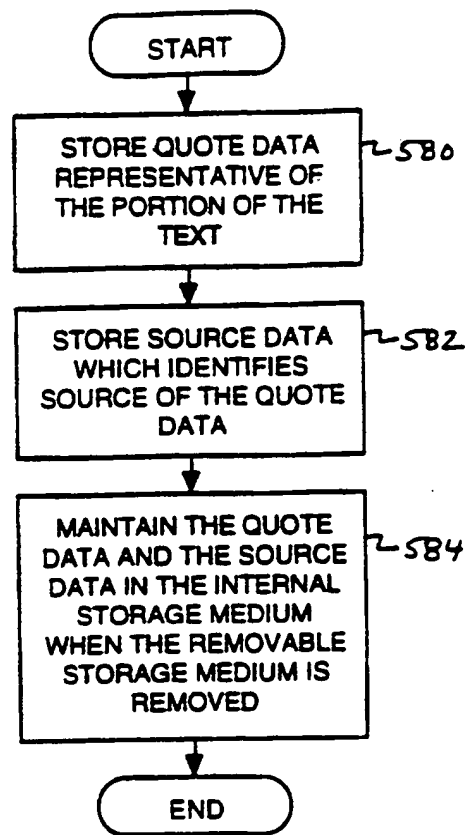 START
STORE QUOTE DATA
REPRESENTATIVE OF
THE PORTION OF THE
TEXT
580
STORE SOURCE DATA
WHICH IDENTIFIES
SOURCE OF THE QUOTE
DATA
582
MAINTAIN THE QUOTE
DATA AND THE SOURCE
DATA IN THE INTERNAL
STORAGE MEDIUM
WHEN THE REMOVABLE
STORAGE MEDIUM IS
REMOVED
584
END